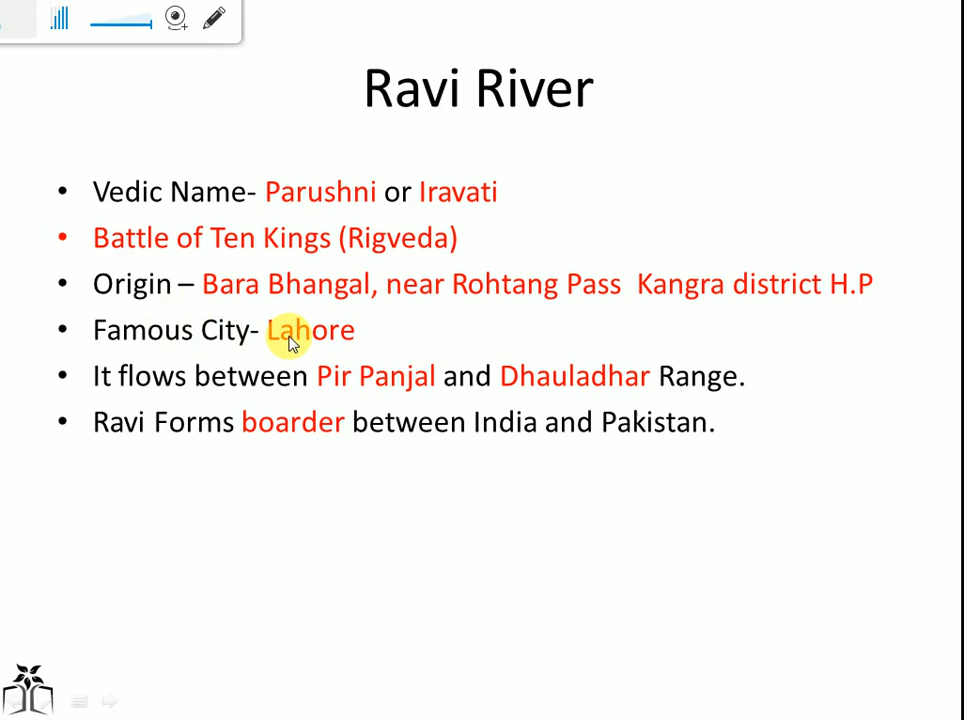 Ravi River
• Vedic Name- Parushni or Iravati
• Battle of Ten Kings (Rigveda)
• Origin – Bara Bhangal, near Rohtang Pass  Kangra district H.P
• Famous City- Lahore
• It flows between Pir Panjal and Dhauladhar Range.
• Ravi Forms boarder between India and Pakistan.